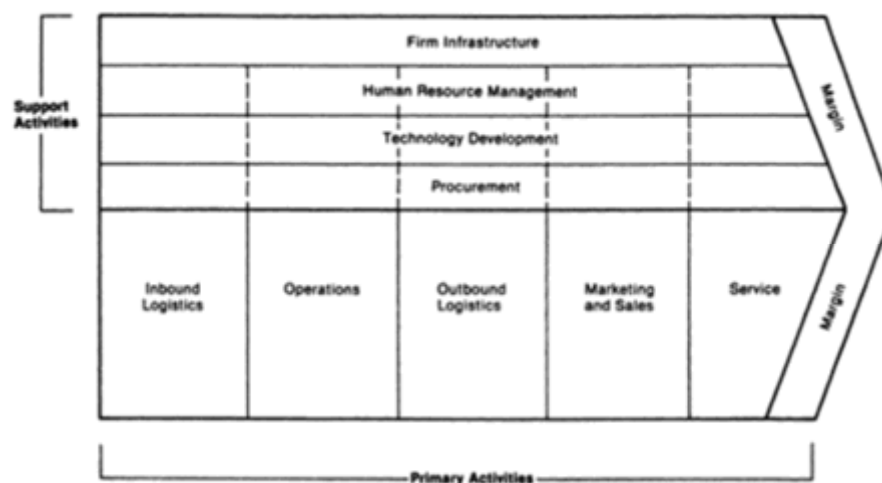 Firm Infrastructure
Human Resource Management
Support
Activities
Technology Development
Procurement
Margin
Inbound
Logistics
Operations
Outbound
Logistics
Marketing
and Sales
Service
Margin
Primary Activities